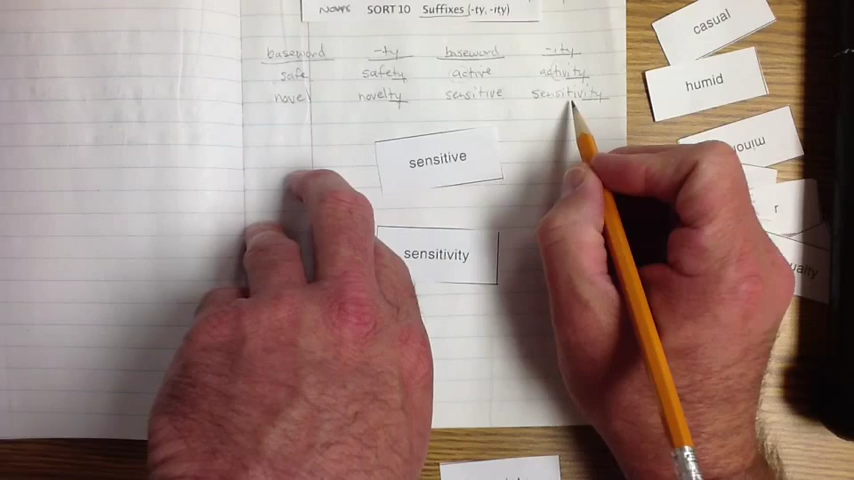 Nouns SORT 10 Suffixes (-ty, -ity)
baseword -ty baseword -ity
safe safety active activity
novel novelty sensitive sensitivity
sensitive
sensitivity
casual
humid
minor
r